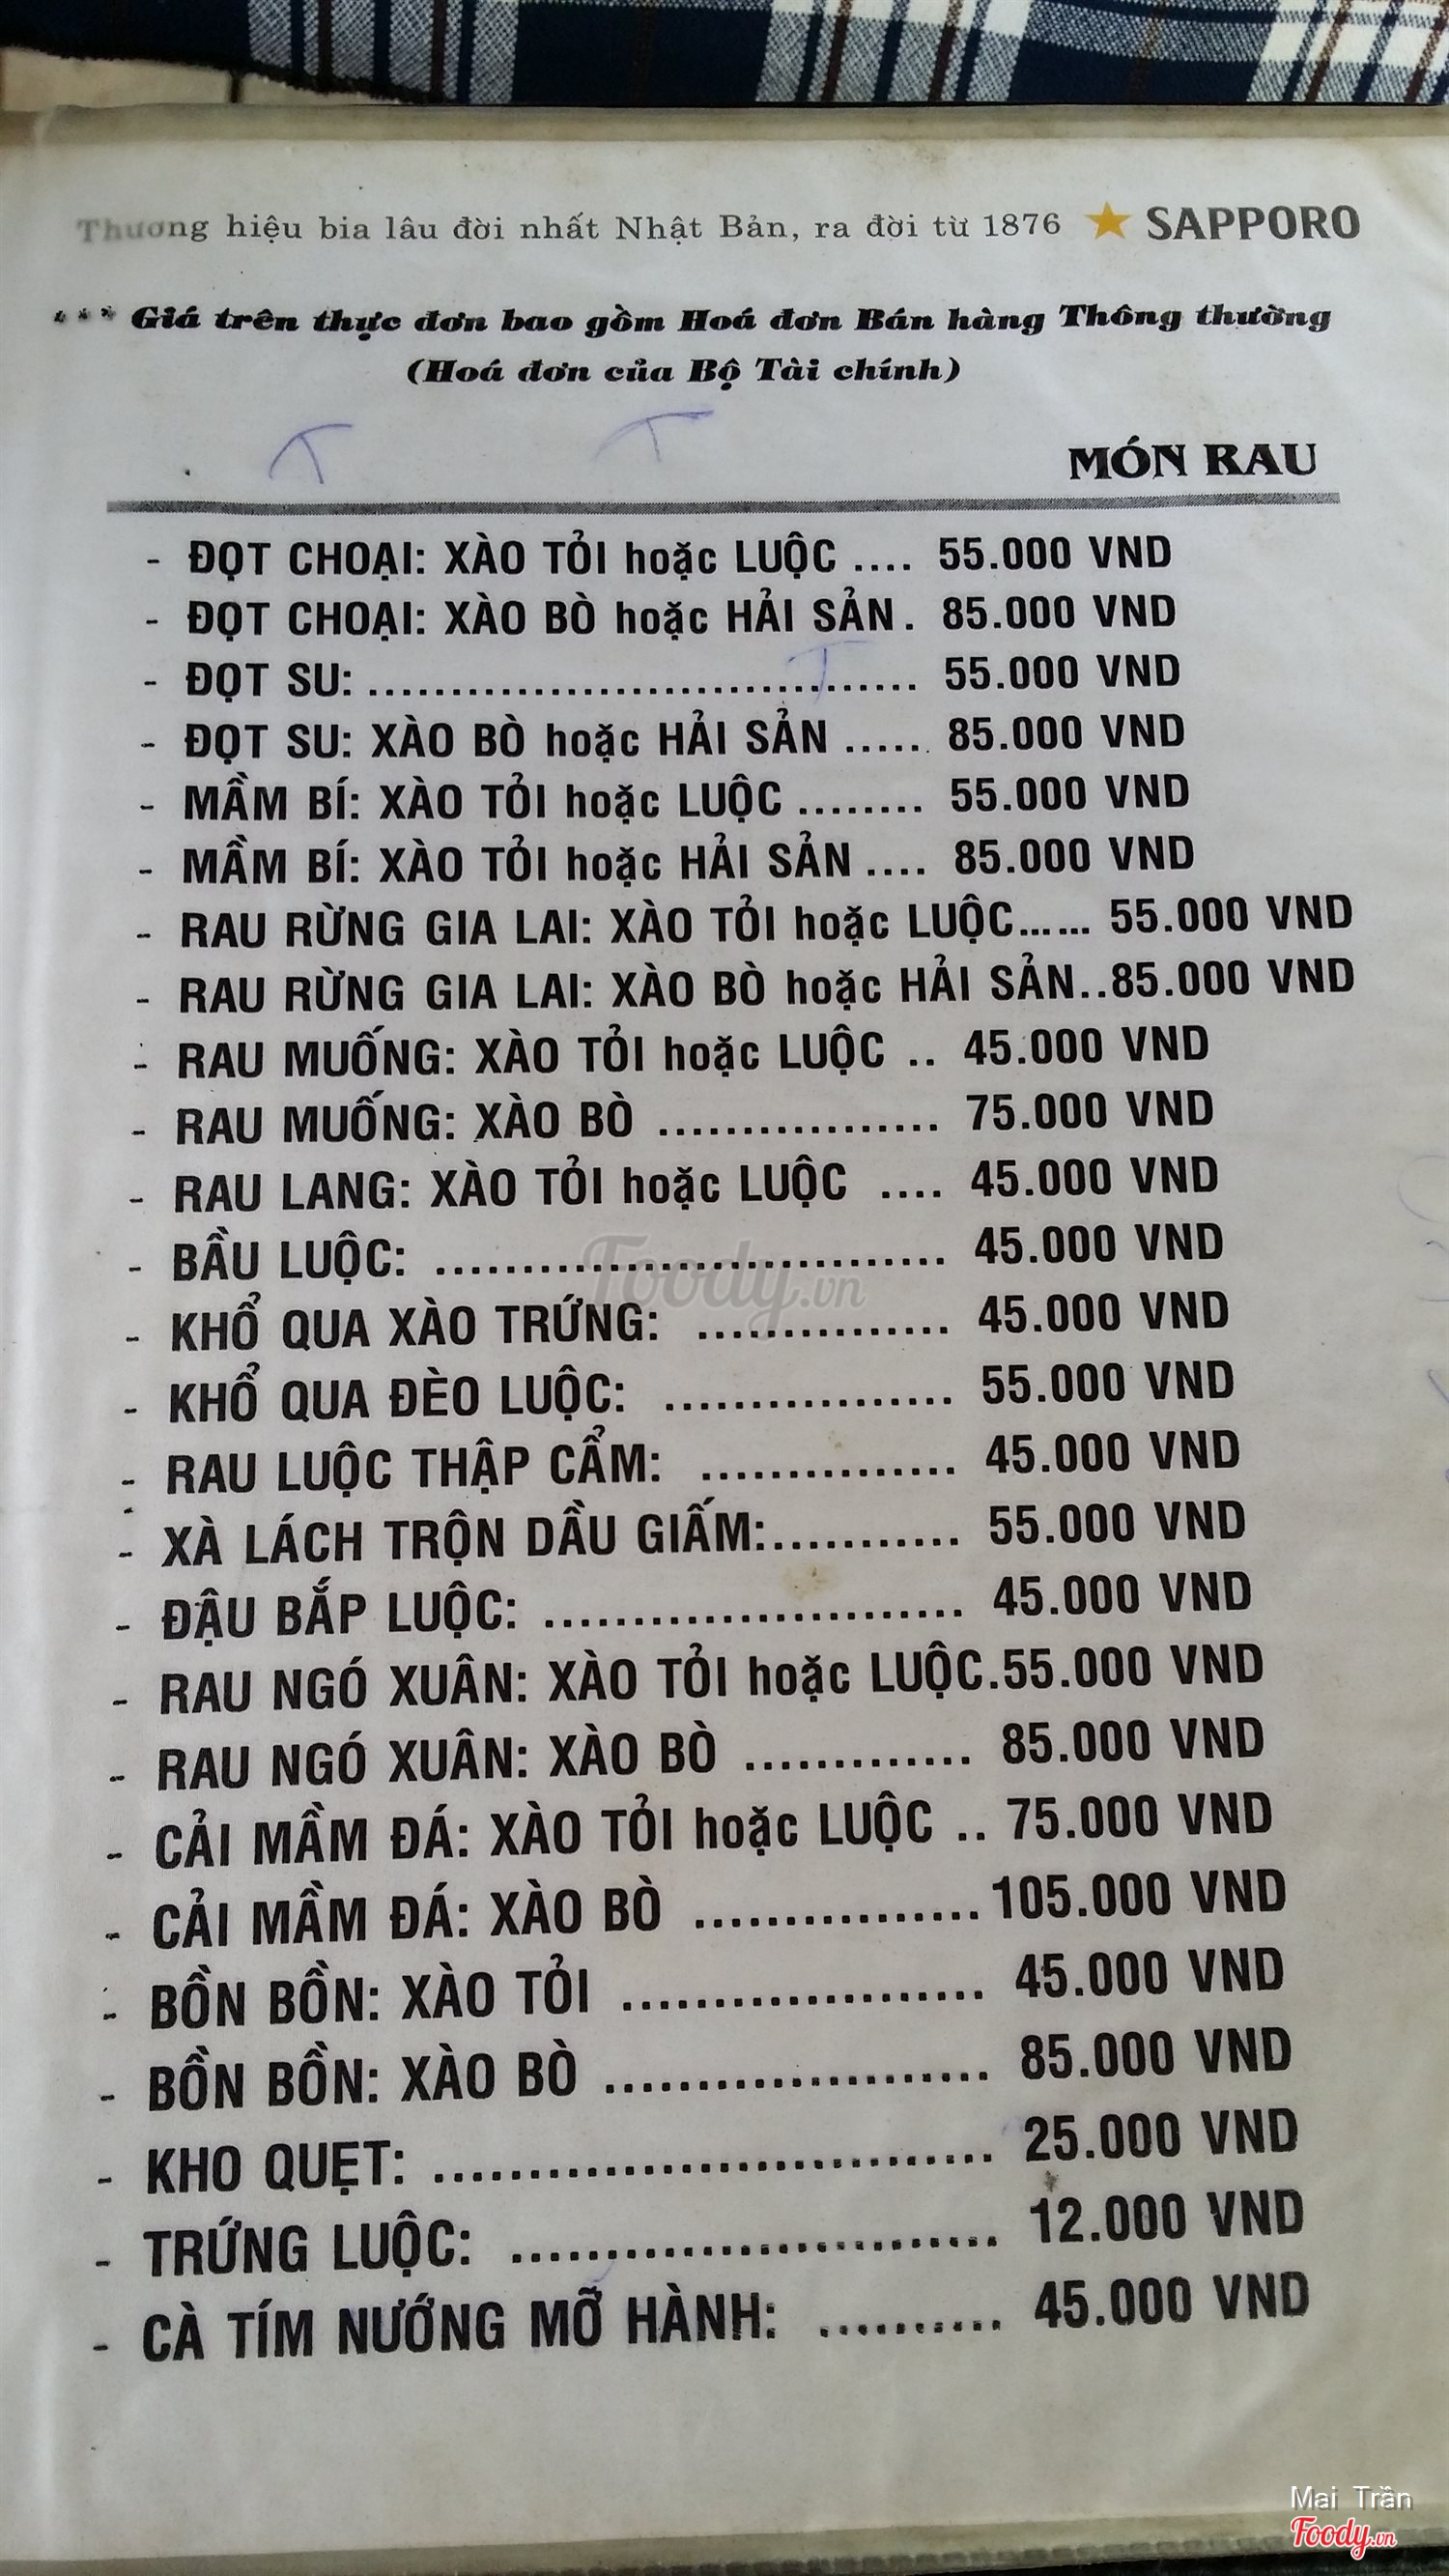 Thương hiệu bia lâu đời nhất Nhật Bản, ra đời từ 1876 ★ SAPPORO
*** Giá trên thực đơn bao gồm Hoá đơn Bán hàng Thông thường
(Hoá đơn của Bộ Tài chính)
T T
MÓN RAU
- ĐỌT CHOẠI: XÀO TỎI hoặc LUỘC .... 55.000 VND
- ĐỌT CHOẠI: XÀO BÒ hoặc HẢI SẢN . 85.000 VND
- ĐỌT SU: .................................. 55.000 VND
- ĐỌT SU: XÀO BÒ hoặc HẢI SẢN ..... 85.000 VND
- MẦM BÍ: XÀO TỎI hoặc LUỘC ........ 55.000 VND
- MẦM BÍ: XÀO TỎI hoặc HẢI SẢN .... 85.000 VND
- RAU RỪNG GIA LAI: XÀO TỎI hoặc LUỘC...... 55.000 VND
- RAU RỪNG GIA LAI: XÀO BÒ hoặc HẢI SẢN..85.000 VND
- RAU MUỐNG: XÀO TỎI hoặc LUỘC .. 45.000 VND
- RAU MUỐNG: XÀO BÒ ................. 75.000 VND
- RAU LANG: XÀO TỎI hoặc LUỘC .... 45.000 VND
- BẦU LUỘC: .............................. 45.000 VND
Foody.vn
- KHỔ QUA XÀO TRỨNG: ............... 45.000 VND
- KHỔ QUA ĐÈO LUỘC: ................. 55.000 VND
- RAU LUỘC THẬP CẨM: ............... 45.000 VND
- XÀ LÁCH TRỘN DẦU GIẤM:........... 55.000 VND
- ĐẬU BẮP LUỘC: ........................ 45.000 VND
- RAU NGÓ XUÂN: XÀO TỎI hoặc LUỘC.55.000 VND
- RAU NGÓ XUÂN: XÀO BÒ ............. 85.000 VND
- CẢI MẦM ĐÁ: XÀO TỎI hoặc LUỘC .. 75.000 VND
- CẢI MẦM ĐÁ: XÀO BÒ ................105.000 VND
- BỒN BỒN: XÀO TỎI .................... 45.000 VND
- BỒN BỒN: XÀO BÒ ..................... 85.000 VND
- KHO QUẸT: .............................. 25.000 VND
- TRỨNG LUỘC: .......................... 12.000 VND
- CÀ TÍM NƯỚNG MỠ HÀNH: .......... 45.000 VND
Mai Trần
Foody.vn